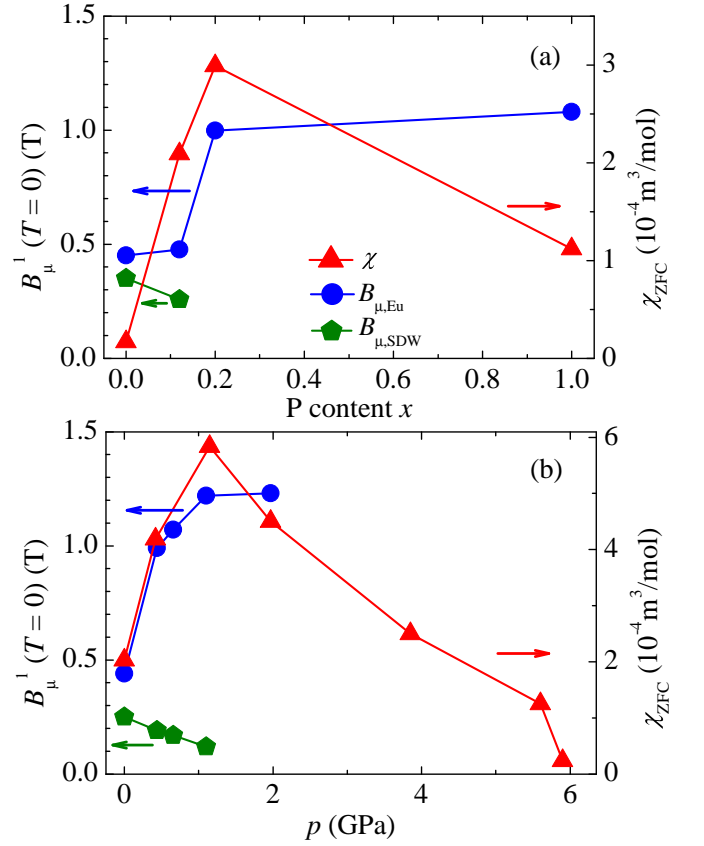 1.5
1.0
0.5
0.0
B_μ^1 (T = 0) (T)
(a)
3
2
1
0
χ_ZFC (10^-4 m^3/mol)
χ
B_μ,Eu
B_μ,SDW
0.0 0.2 0.4 0.6 0.8 1.0
P content x
1.5
1.0
0.5
0.0
B_μ^1 (T = 0) (T)
(b)
6
4
2
0
χ_ZFC (10^-4 m^3/mol)
0 2 4 6
p (GPa)